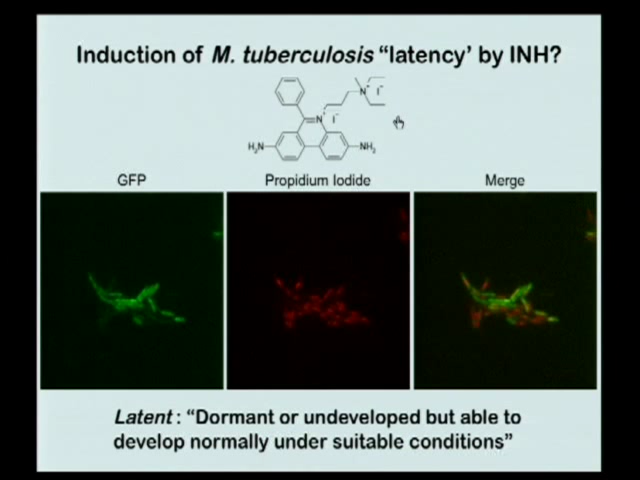 Induction of M. tuberculosis “latency’ by INH?
N⁺ I⁻
N⁺ I⁻
H₂N NH₂
GFP Propidium Iodide Merge
Latent : “Dormant or undeveloped but able to
develop normally under suitable conditions”